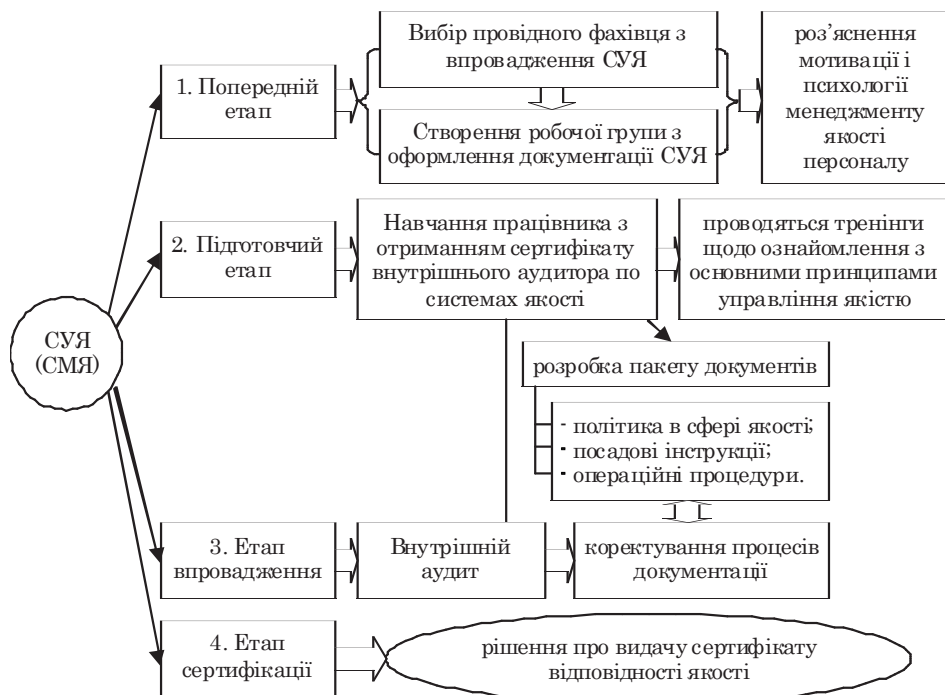 СУЯ
(СМЯ)
1. Попередній
етап
Вибір провідного фахівця з
впровадження СУЯ
Створення робочої групи з
оформлення документації СУЯ
роз’яснення
мотивації і
психології
менеджменту
якості
персоналу
2. Підготовчий
етап
Навчання працівника з
отриманням сертифікату
внутрішнього аудитора по
системах якості
проводяться тренінги
щодо ознайомлення з
основними принципами
управління якістю
розробка пакету документів
- політика в сфері якості;
- посадові інструкції;
- операційні процедури.
3. Етап
впровадження
Внутрішній
аудит
коректування процесів
документації
4. Етап
сертифікації
рішення про видачу сертифікату
відповідності якості